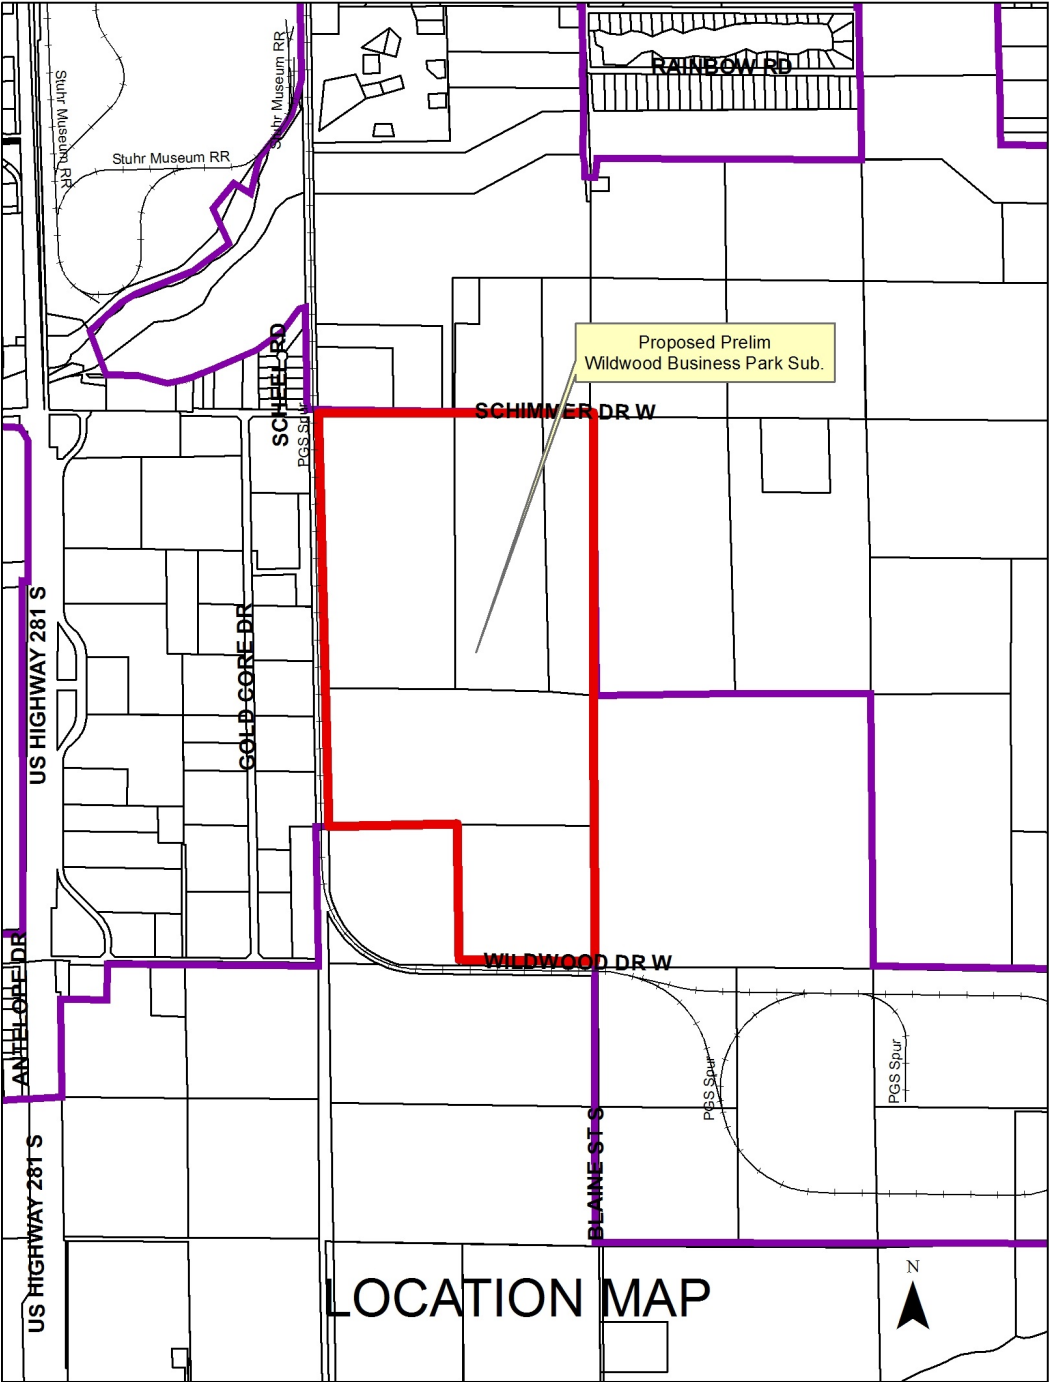 RAINBOW RD
Stuhr Museum RR
Stuhr Museum RR
Stuhr Museum RR
Proposed Prelim
Wildwood Business Park Sub.
SCHEEL RD
PGS Spur
SCHIMMER DR W
US HIGHWAY 281 S
GOLD CORE DR
ANTELOPE DR
WILDWOOD DR W
PGS Spur
PGS Spur
BLAINE ST S
US HIGHWAY 281 S
N
LOCATION MAP